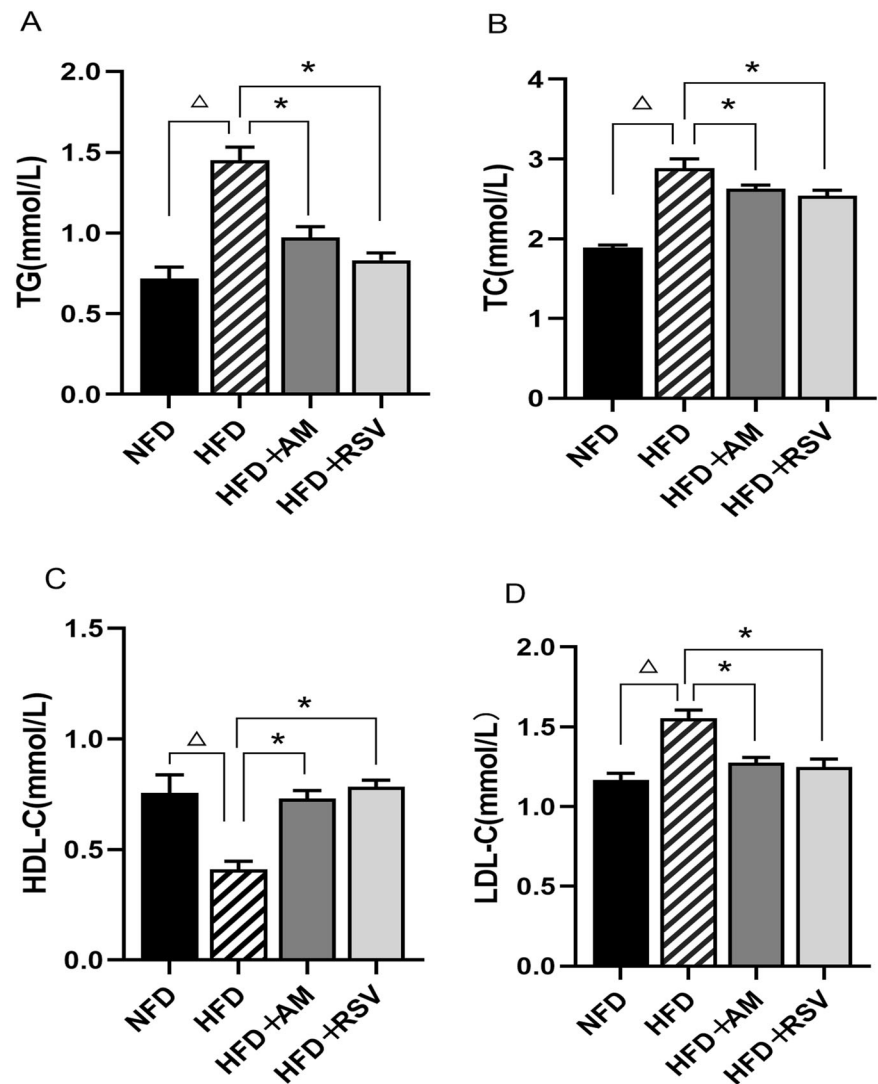 A
TG(mmol/L)
2.0
1.5
1.0
0.5
0.0
△
*
*
NFD
HFD
HFD+AM
HFD+RSV
B
TC(mmol/L)
4
3
2
1
0
△
*
*
NFD
HFD
HFD+AM
HFD+RSV
C
HDL-C(mmol/L)
1.5
1.0
0.5
0.0
△
*
*
NFD
HFD
HFD+AM
HFD+RSV
D
LDL-C(mmol/L）
2.0
1.5
1.0
0.5
0.0
△
*
*
NFD
HFD
HFD+AM
HFD+RSV